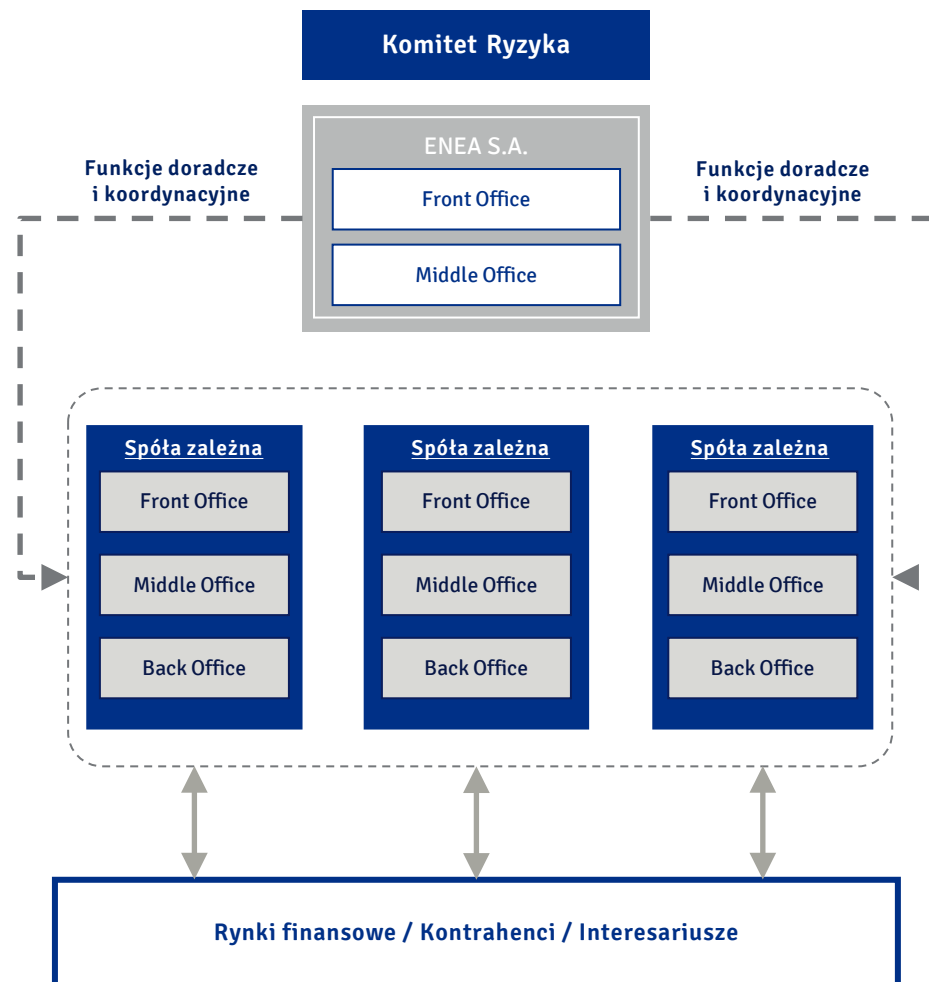 Komitet Ryzyka
ENEA S.A.
Front Office
Middle Office
Funkcje doradcze
i koordynacyjne
Funkcje doradcze
i koordynacyjne
Spóła zależna
Front Office
Middle Office
Back Office
Spóła zależna
Front Office
Middle Office
Back Office
Spóła zależna
Front Office
Middle Office
Back Office
Rynki finansowe / Kontrahenci / Interesariusze